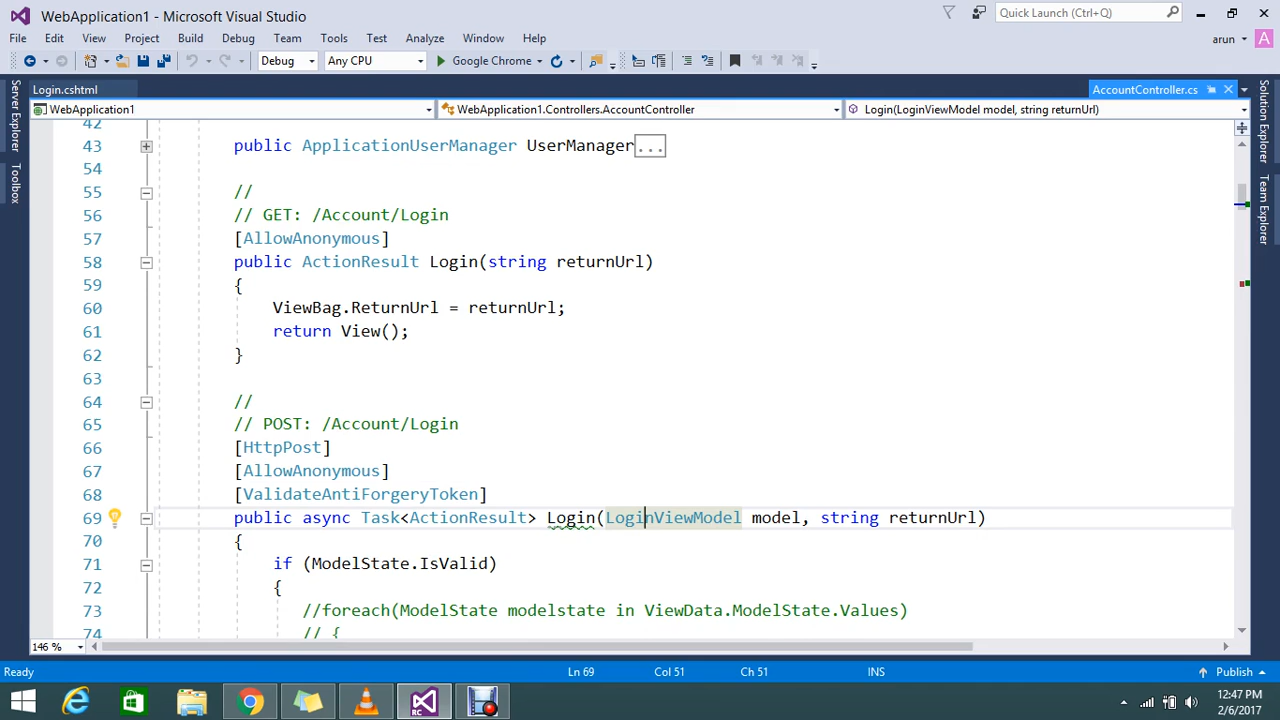 WebApplication1 - Microsoft Visual Studio
Quick Launch (Ctrl+Q)
File Edit View Project Build Debug Team Tools Test Analyze Window Help
arun A
Debug Any CPU Google Chrome
Login.cshtml
AccountController.cs
WebApplication1
WebApplication1.Controllers.AccountController
Login(LoginViewModel model, string returnUrl)
Server Explorer
Toolbox
Solution Explorer
Team Explorer
42
43 public ApplicationUserManager UserManager...
54
55 //
56 // GET: /Account/Login
57 [AllowAnonymous]
58 public ActionResult Login(string returnUrl)
59 {
60 ViewBag.ReturnUrl = returnUrl;
61 return View();
62 }
63
64 //
65 // POST: /Account/Login
66 [HttpPost]
67 [AllowAnonymous]
68 [ValidateAntiForgeryToken]
69 public async Task<ActionResult> Login(LoginViewModel model, string returnUrl)
70 {
71 if (ModelState.IsValid)
72 {
73 //foreach(ModelState modelstate in ViewData.ModelState.Values)
74 // {
146 %
Ready Ln 69 Col 51 Ch 51 INS Publish
RC
12:47 PM
2/6/2017